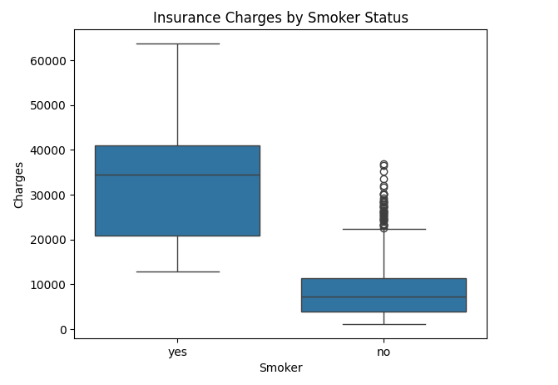 Insurance Charges by Smoker Status
60000
50000
40000
30000
20000
10000
0
Charges
yes no
Smoker